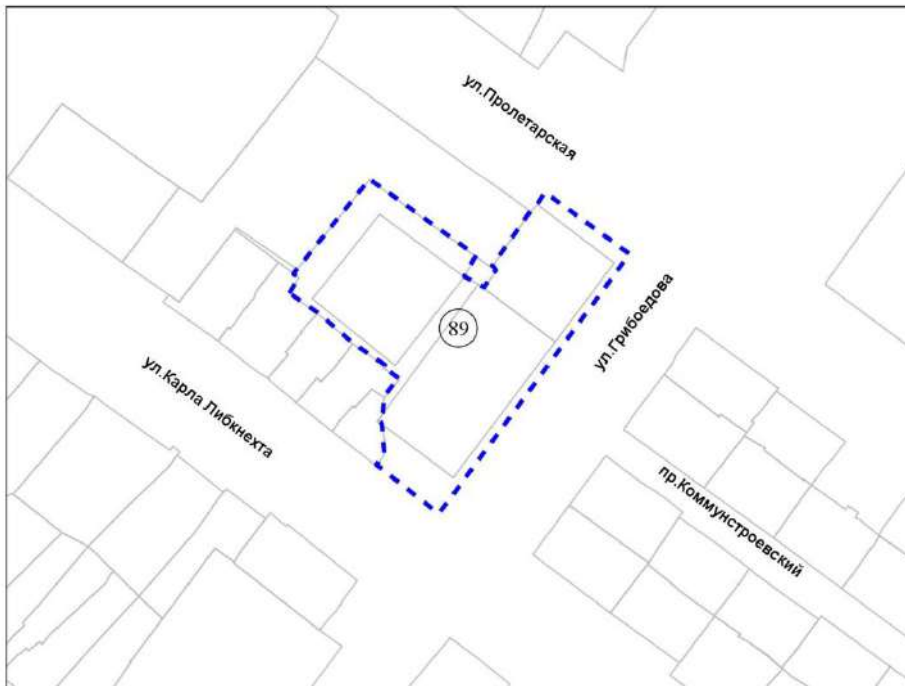 ул.Пролетарская
89
ул.Грибоедова
ул.Карла Либкнехта
пр.Коммунстроевский